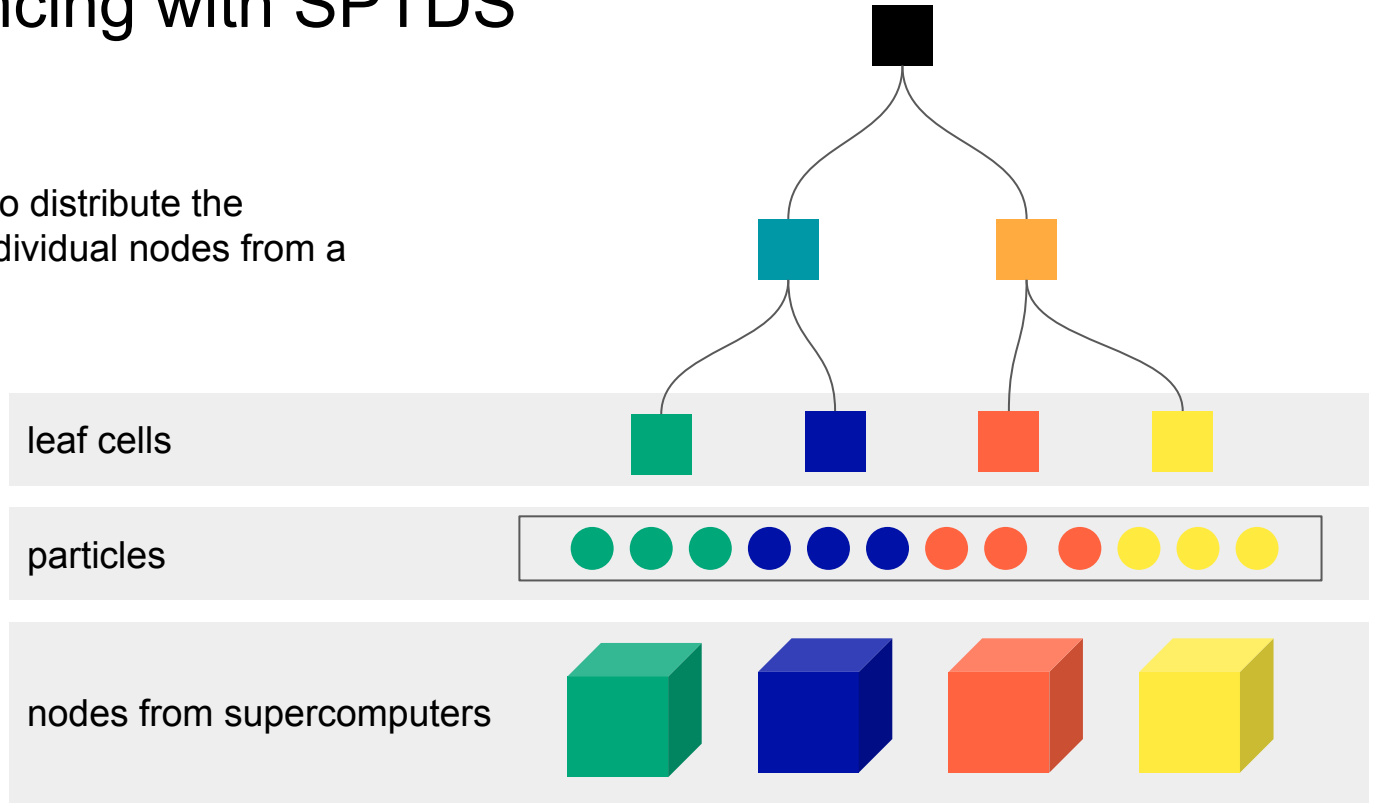 ncing with SPTDS
o distribute the
dividual nodes from a
leaf cells
particles
nodes from supercomputers